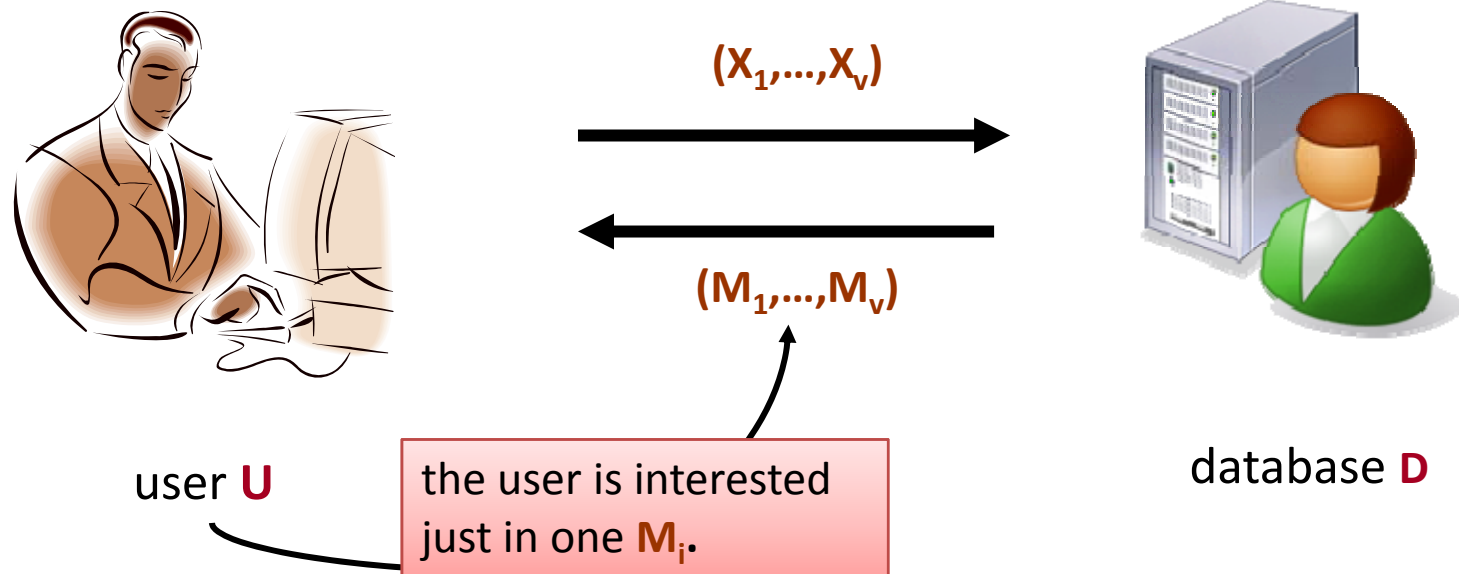 (X₁,...,Xᵥ)
(M₁,...,Mᵥ)
user U
the user is interested
just in one Mᵢ.
database D